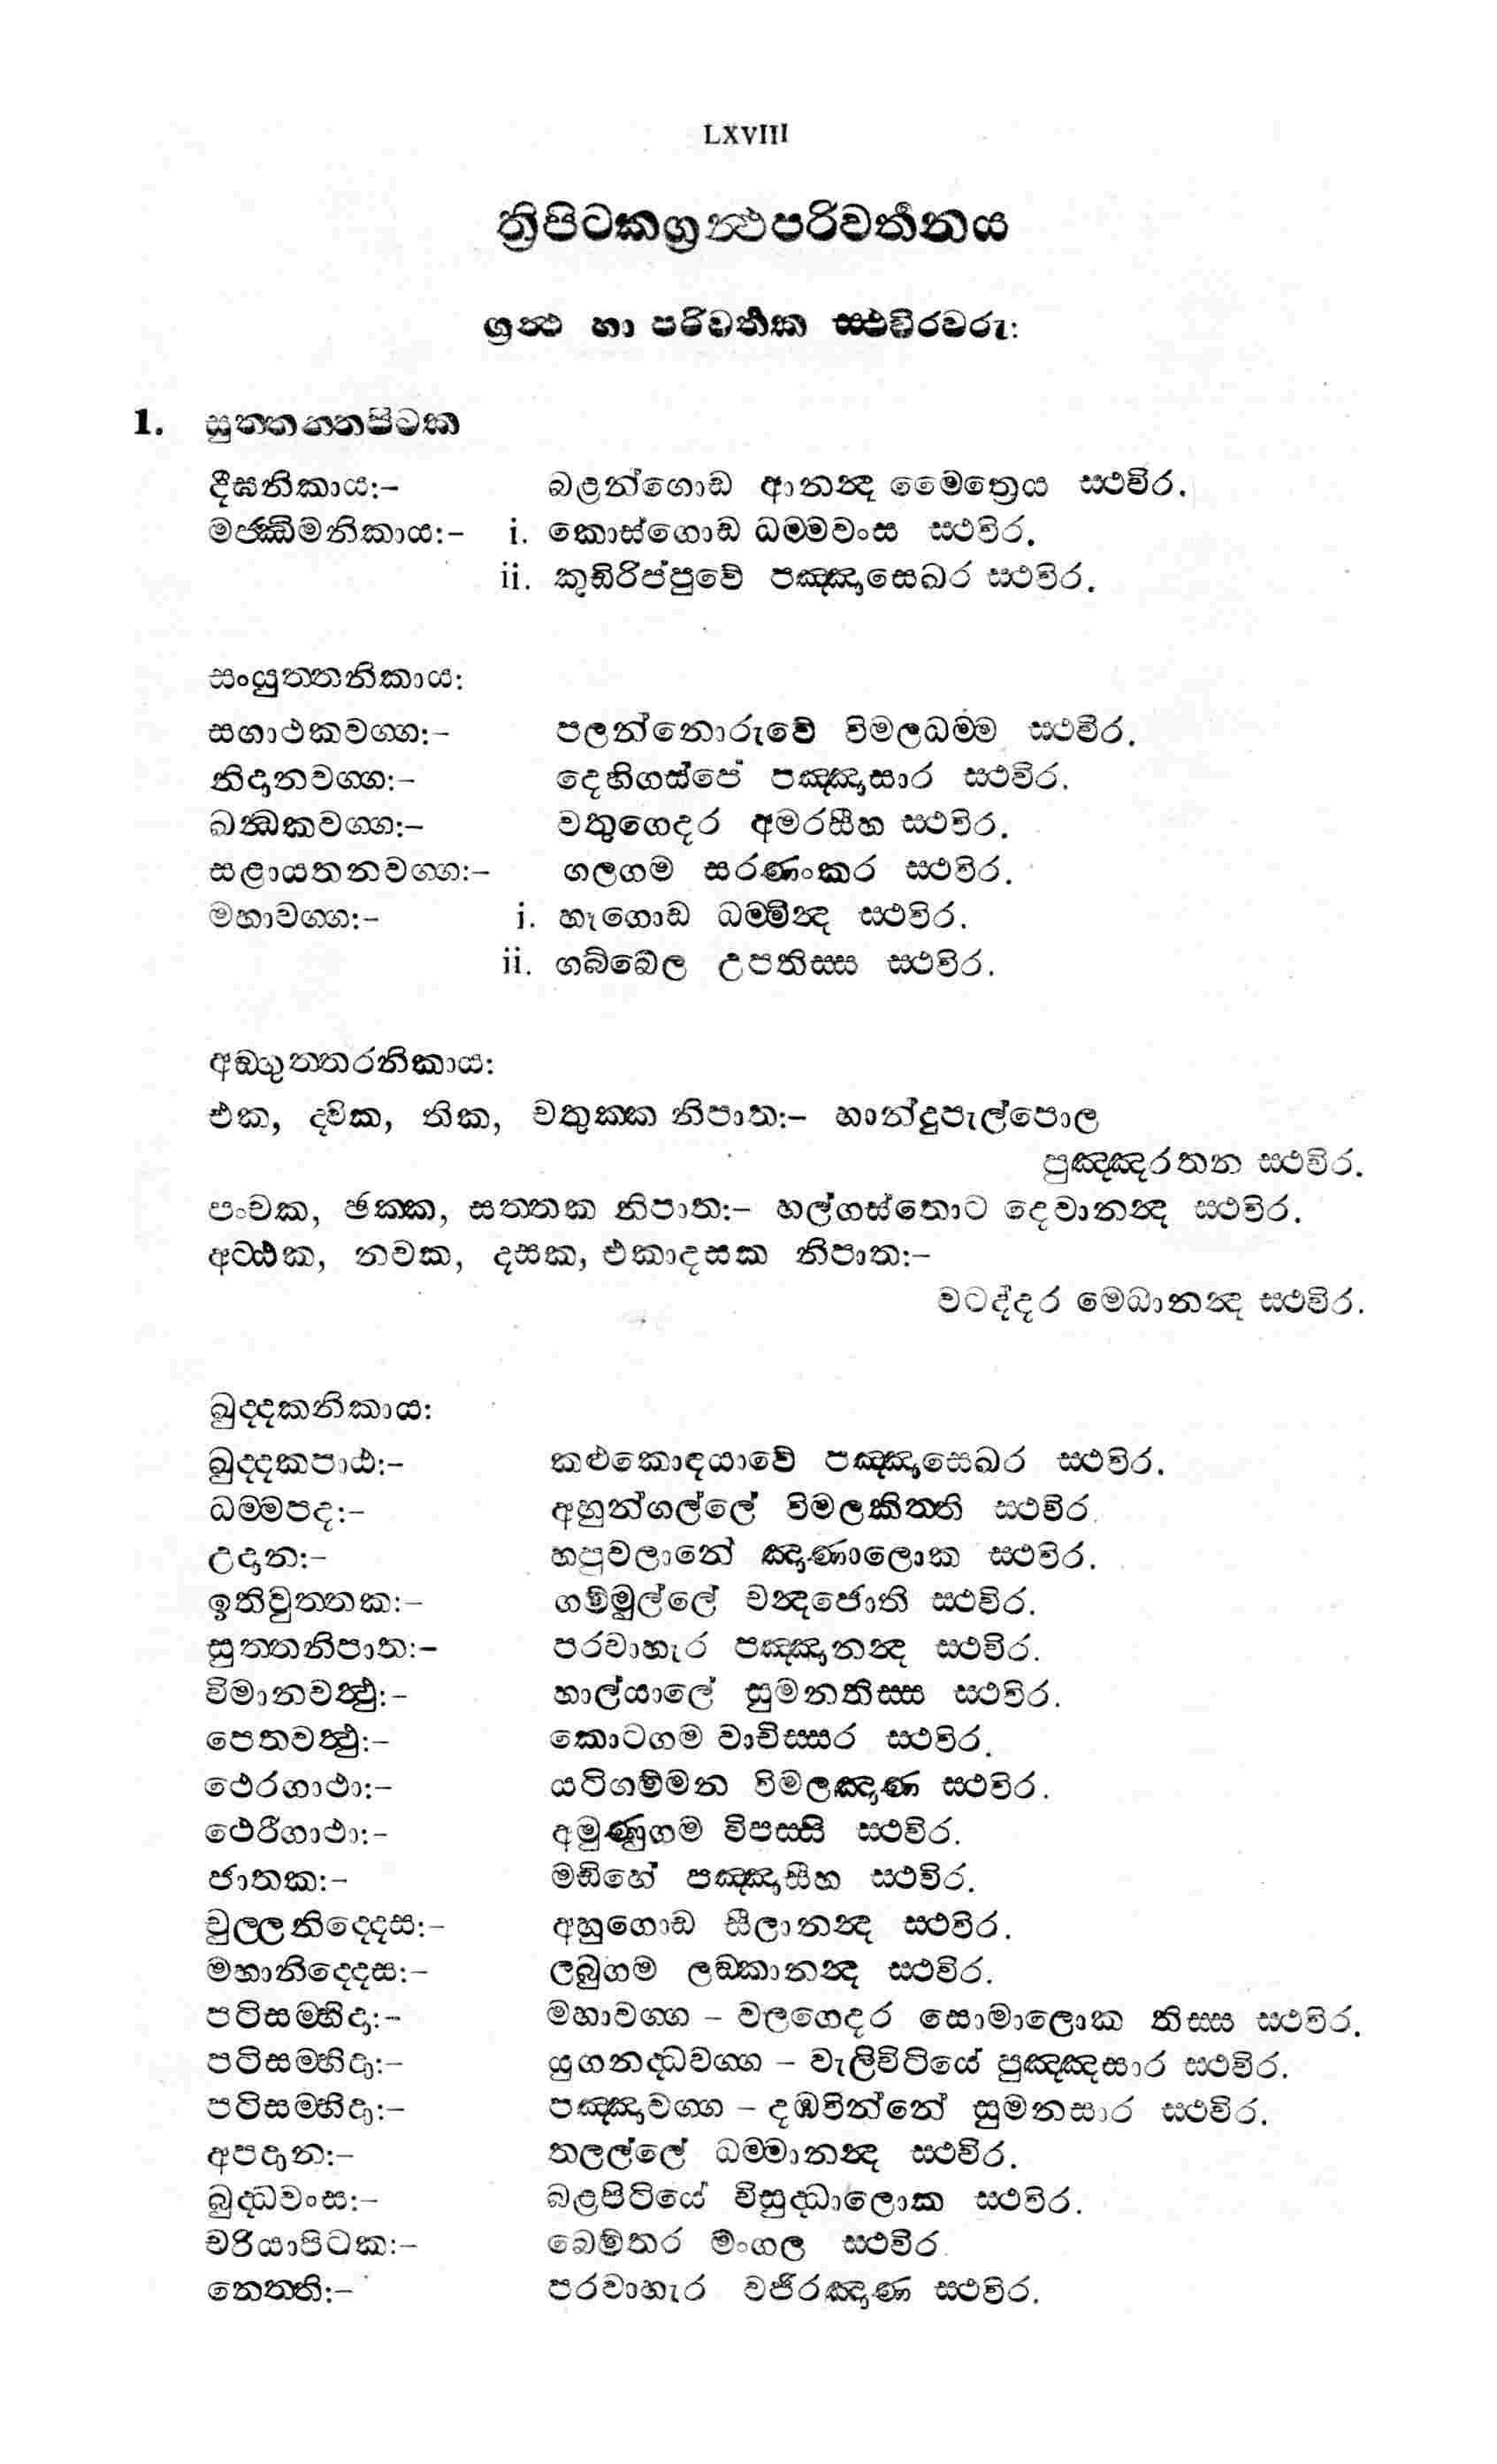 LXVIII
ත්‍රිපිටකග්‍රන්‍ථපරිවර්‍තනය
ග්‍රන්‍ථ හා පරිවර්‍තක ස්‍ථවිරවරු:
1. සුත්‍තන්‍තපිටක
දීඝනිකාය:– බළන්ගොඩ ආනන්‍ද මෛත්‍රෙය ස්‍ථවිර.
මජ්ඣිමනිකාය:– i. කොස්ගොඩ ධම්‍මවංස ස්‍ථවිර.
ii. කුඩිරිප්පුවේ පඤ්ඤාසෙඛර ස්‍ථවිර.
සංයුත්‍තනිකාය:
සගාථකවග්‍ග:– පලන්නොරුවේ විමලධම්‍ම ස්‍ථවිර.
නිදානවග්‍ග:– දෙහිගස්පේ පඤ්ඤාසාර ස්‍ථවිර.
ඛන්‍ධකවග්‍ග:– වතුගෙදර අමරසීහ ස්‍ථවිර.
සළායතනවග්‍ග:– ගලගම සරණංකර ස්‍ථවිර.
මහාවග්‍ග:– i. හෑගොඩ ධම්මින්‍ද ස්‍ථවිර.
ii. ගබ්බෙල උපතිස්‍ස ස්‍ථවිර.
අඞ්ගුත්‍තරනිකාය:
එක, ද්‍වික, තික, චතුක්‍ක නිපාත:– හාන්දුපැල්පොල
පුඤ්ඤරතන ස්‍ථවිර.
පංචක, ඡක්‍ක, සත්‍තක නිපාත:– හල්ගස්තොට දෙවානන්‍ද ස්‍ථවිර.
අට්ඨක, නවක, දසක, එකාදසක නිපාත:–
වටද්දර මෙධානන්‍ද ස්‍ථවිර.
ඛුද්‍දකනිකාය:
ඛුද්‍දකපාඨ:– කළුකොඳයාවේ පඤ්ඤාසෙඛර ස්‍ථවිර.
ධම්‍මපද:– අහුන්ගල්ලේ විමලකිත්‍ති ස්‍ථවිර.
උදාන:– හපුවලානේ ඤාණාලොක ස්‍ථවිර.
ඉතිවුත්‍තක:– ගම්මුල්ලේ චන්‍දජොති ස්‍ථවිර.
සුත්‍තනිපාත:– පරවාහැර පඤ්ඤානන්‍ද ස්‍ථවිර.
විමානවත්‍ථු:– හාල්යාලේ සුමනතිස්‍ස ස්‍ථවිර.
පෙතවත්‍ථු:– කොටගම වාචිස්‍සර ස්‍ථවිර.
ථෙරගාථා:– යටිගම්මන විමලඤාණ ස්‍ථවිර.
ථෙරීගාථා:– අමුණුගම විපස්‍සි ස්‍ථවිර.
ජාතක:– මඩිහේ පඤ්ඤාසීහ ස්‍ථවිර.
චුල්‍ලනිද්‍දෙස:– අහුගොඩ සීලානන්‍ද ස්‍ථවිර.
මහානිද්‍දෙස:– ලබුගම ලඞ්කානන්‍ද ස්‍ථවිර.
පටිසම්භිදා:– මහාවග්‍ග – වලගෙදර සොමාලොක තිස්‍ස ස්‍ථවිර.
පටිසම්භිදා:– යුගනද්‍ධවග්‍ග – වැලිවිටියේ පුඤ්ඤසාර ස්‍ථවිර.
පටිසම්භිදා:– පඤ්ඤාවග්‍ග – දඹවින්නේ සුමනසාර ස්‍ථවිර.
අපදාන:– තලල්ලේ ධම්‍මානන්‍ද ස්‍ථවිර.
බුද්‍ධවංස:– බළපිටියේ විසුද්‍ධාලොක ස්‍ථවිර.
චරියාපිටක:– බෙම්තර මංගල ස්‍ථවිර.
නෙත්‍ති:– පරවාහැර වජිරඤාණ ස්‍ථවිර.